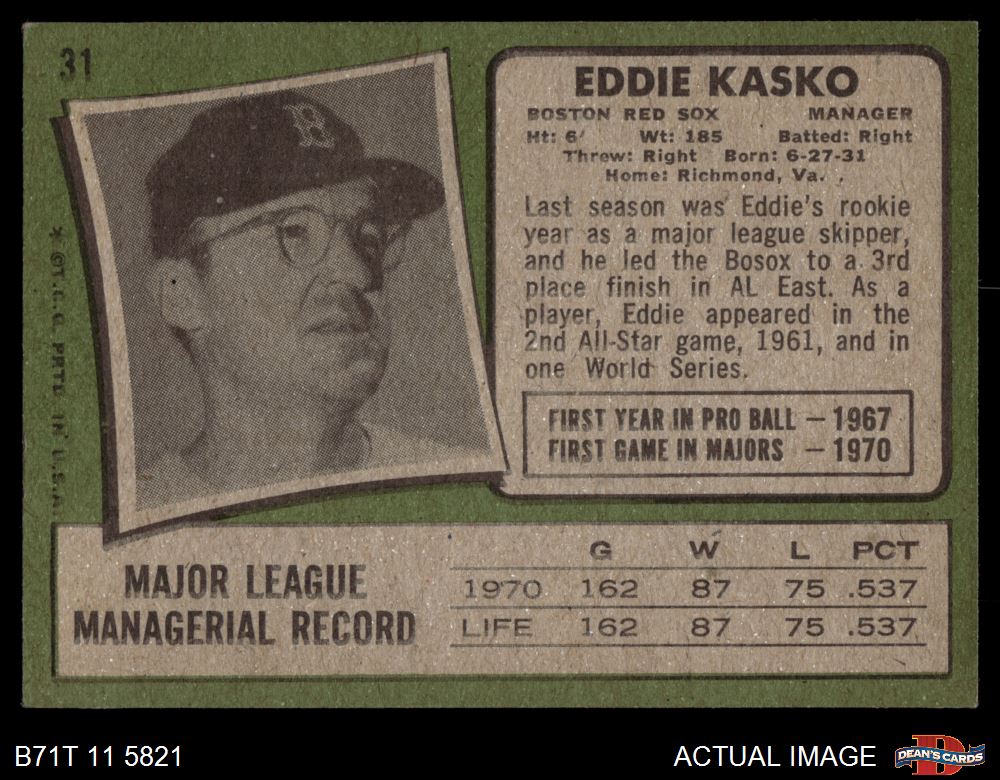 31
EDDIE KASKO
BOSTON RED SOX MANAGER
Ht: 6' Wt: 185 Batted: Right
Threw: Right Born: 6-27-31
Home: Richmond, Va.
Last season was Eddie's rookie
year as a major league skipper,
and he led the Bosox to a 3rd
place finish in AL East. As a
player, Eddie appeared in the
2nd All-Star game, 1961, and in
one World Series.
FIRST YEAR IN PRO BALL – 1967
FIRST GAME IN MAJORS – 1970
* ©T.C.G. PRTD. IN U.S.A.
B
MAJOR LEAGUE
MANAGERIAL RECORD
G W L PCT
1970 162 87 75 .537
LIFE 162 87 75 .537
B71T 11 5821
ACTUAL IMAGE
D
DEAN'S CARDS